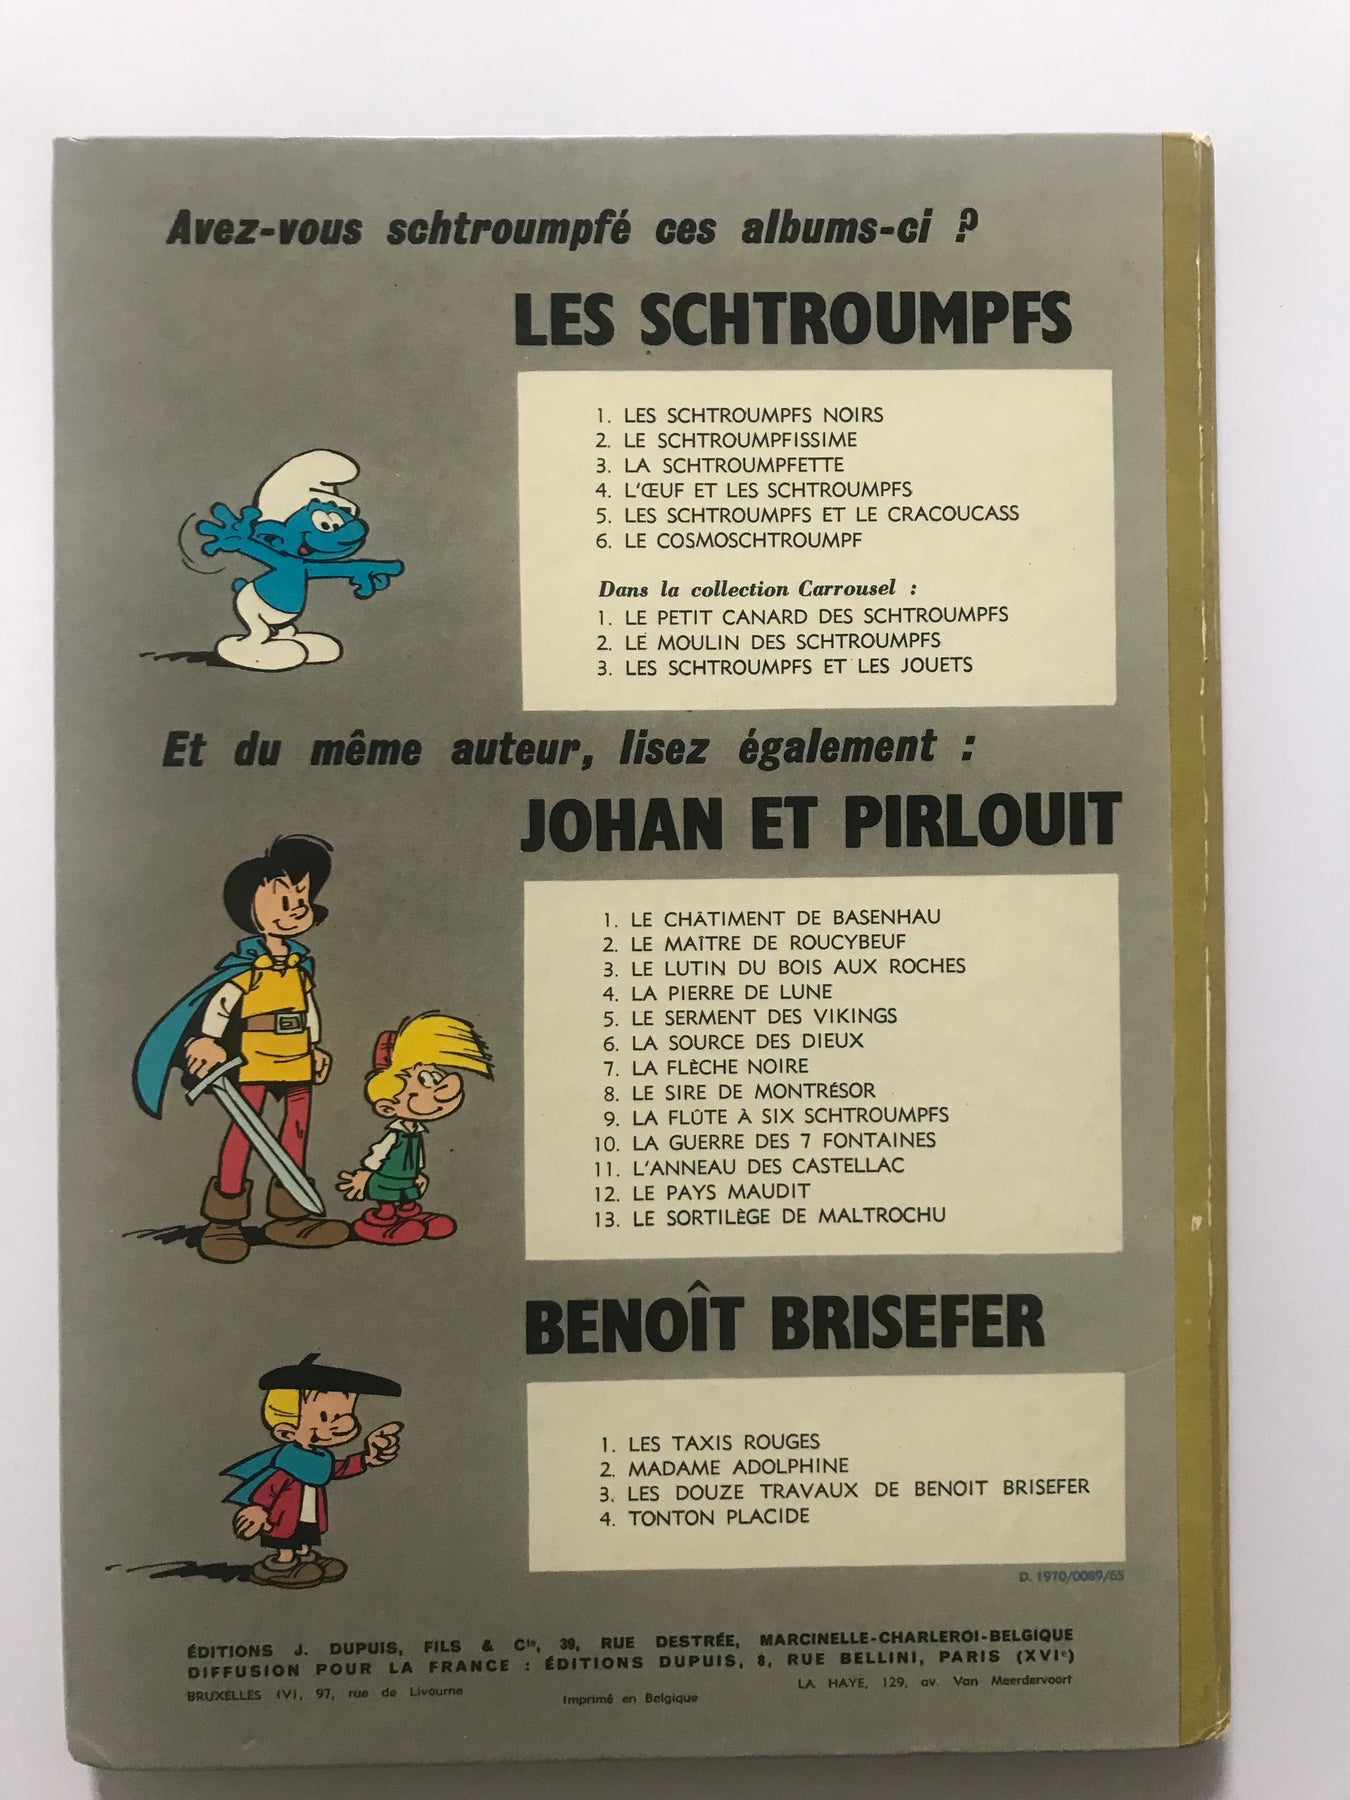 Avez-vous schtroumpfé ces albums-ci ?
LES SCHTROUMPFS
1. LES SCHTROUMPFS NOIRS
2. LE SCHTROUMPFISSIME
3. LA SCHTROUMPFETTE
4. L'ŒUF ET LES SCHTROUMPFS
5. LES SCHTROUMPFS ET LE CRACOUCASS
6. LE COSMOSCHTROUMPF
Dans la collection Carrousel :
1. LE PETIT CANARD DES SCHTROUMPFS
2. LE MOULIN DES SCHTROUMPFS
3. LES SCHTROUMPFS ET LES JOUETS
Et du même auteur, lisez également :
JOHAN ET PIRLOUIT
1. LE CHÂTIMENT DE BASENHAU
2. LE MAÎTRE DE ROUCYBEUF
3. LE LUTIN DU BOIS AUX ROCHES
4. LA PIERRE DE LUNE
5. LE SERMENT DES VIKINGS
6. LA SOURCE DES DIEUX
7. LA FLÈCHE NOIRE
8. LE SIRE DE MONTRÉSOR
9. LA FLÛTE À SIX SCHTROUMPFS
10. LA GUERRE DES 7 FONTAINES
11. L'ANNEAU DES CASTELLAC
12. LE PAYS MAUDIT
13. LE SORTILÈGE DE MALTROCHU
BENOÎT BRISEFER
1. LES TAXIS ROUGES
2. MADAME ADOLPHINE
3. LES DOUZE TRAVAUX DE BENOIT BRISEFER
4. TONTON PLACIDE
D. 1970/0089/65
ÉDITIONS J. DUPUIS, FILS & Cie, 39, RUE DESTRÉE, MARCINELLE-CHARLEROI-BELGIQUE
DIFFUSION POUR LA FRANCE : ÉDITIONS DUPUIS, 8, RUE BELLINI, PARIS (XVIe)
BRUXELLES (V), 97, rue de Livourne
Imprimé en Belgique
LA HAYE, 129, av. Van Meerdervoort